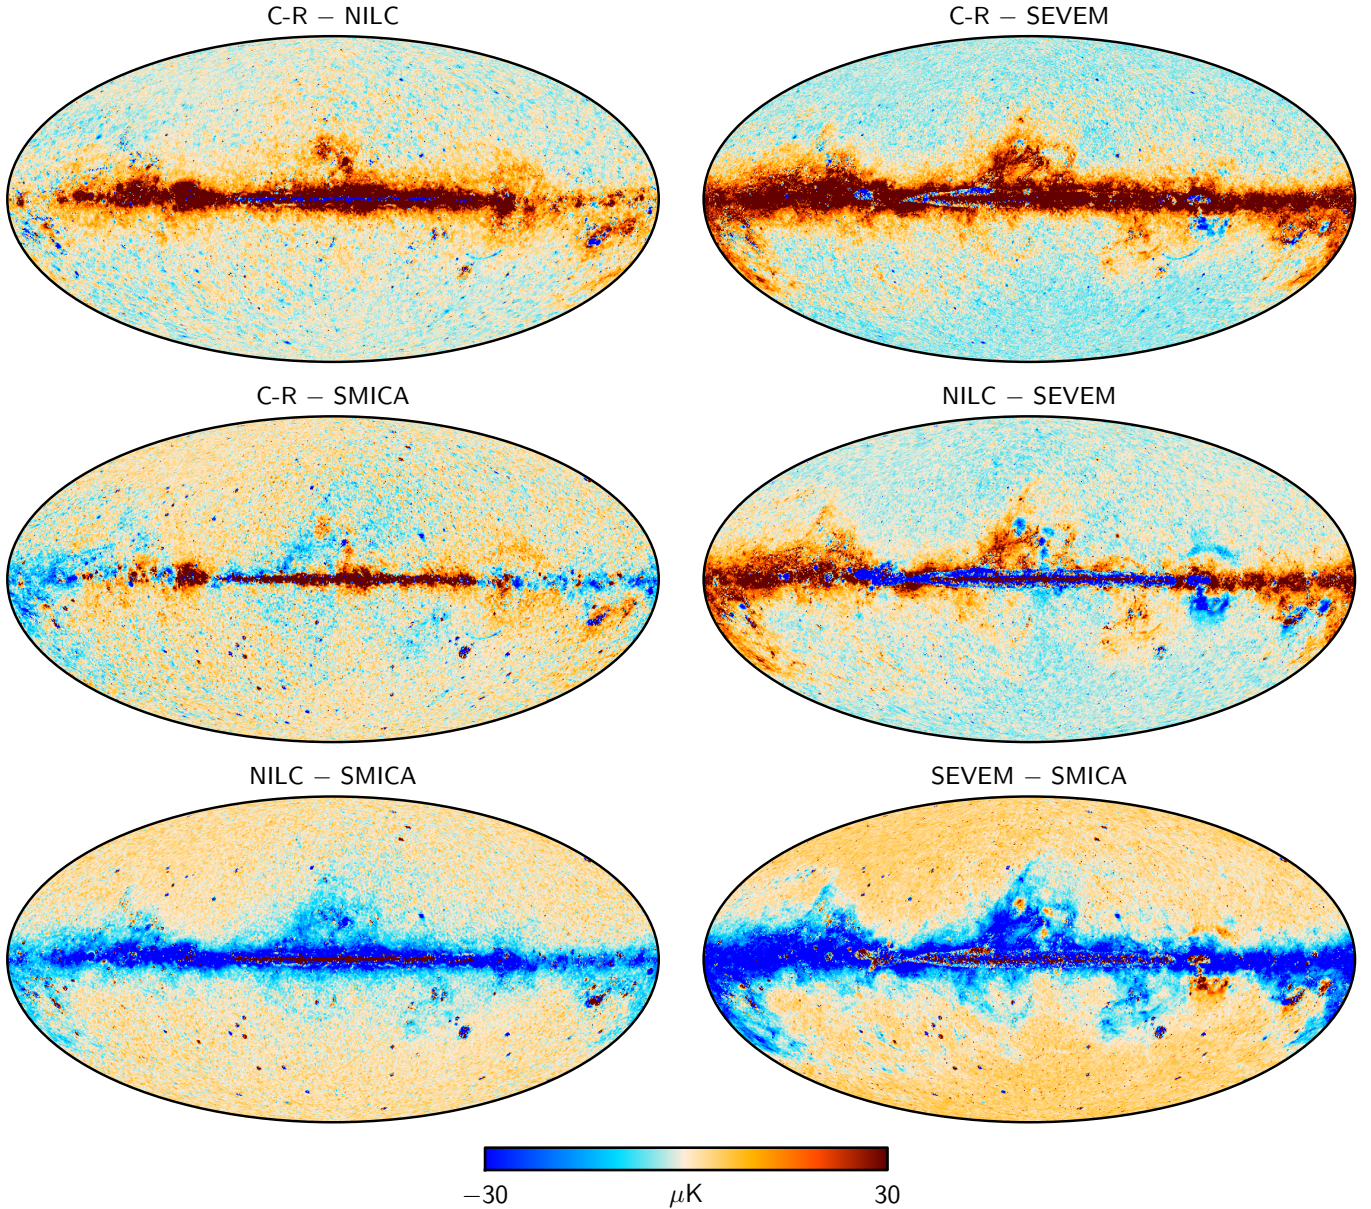 C-R − NILC
C-R − SEVEM
C-R − SMICA
NILC − SEVEM
NILC − SMICA
SEVEM − SMICA
−30 μK 30